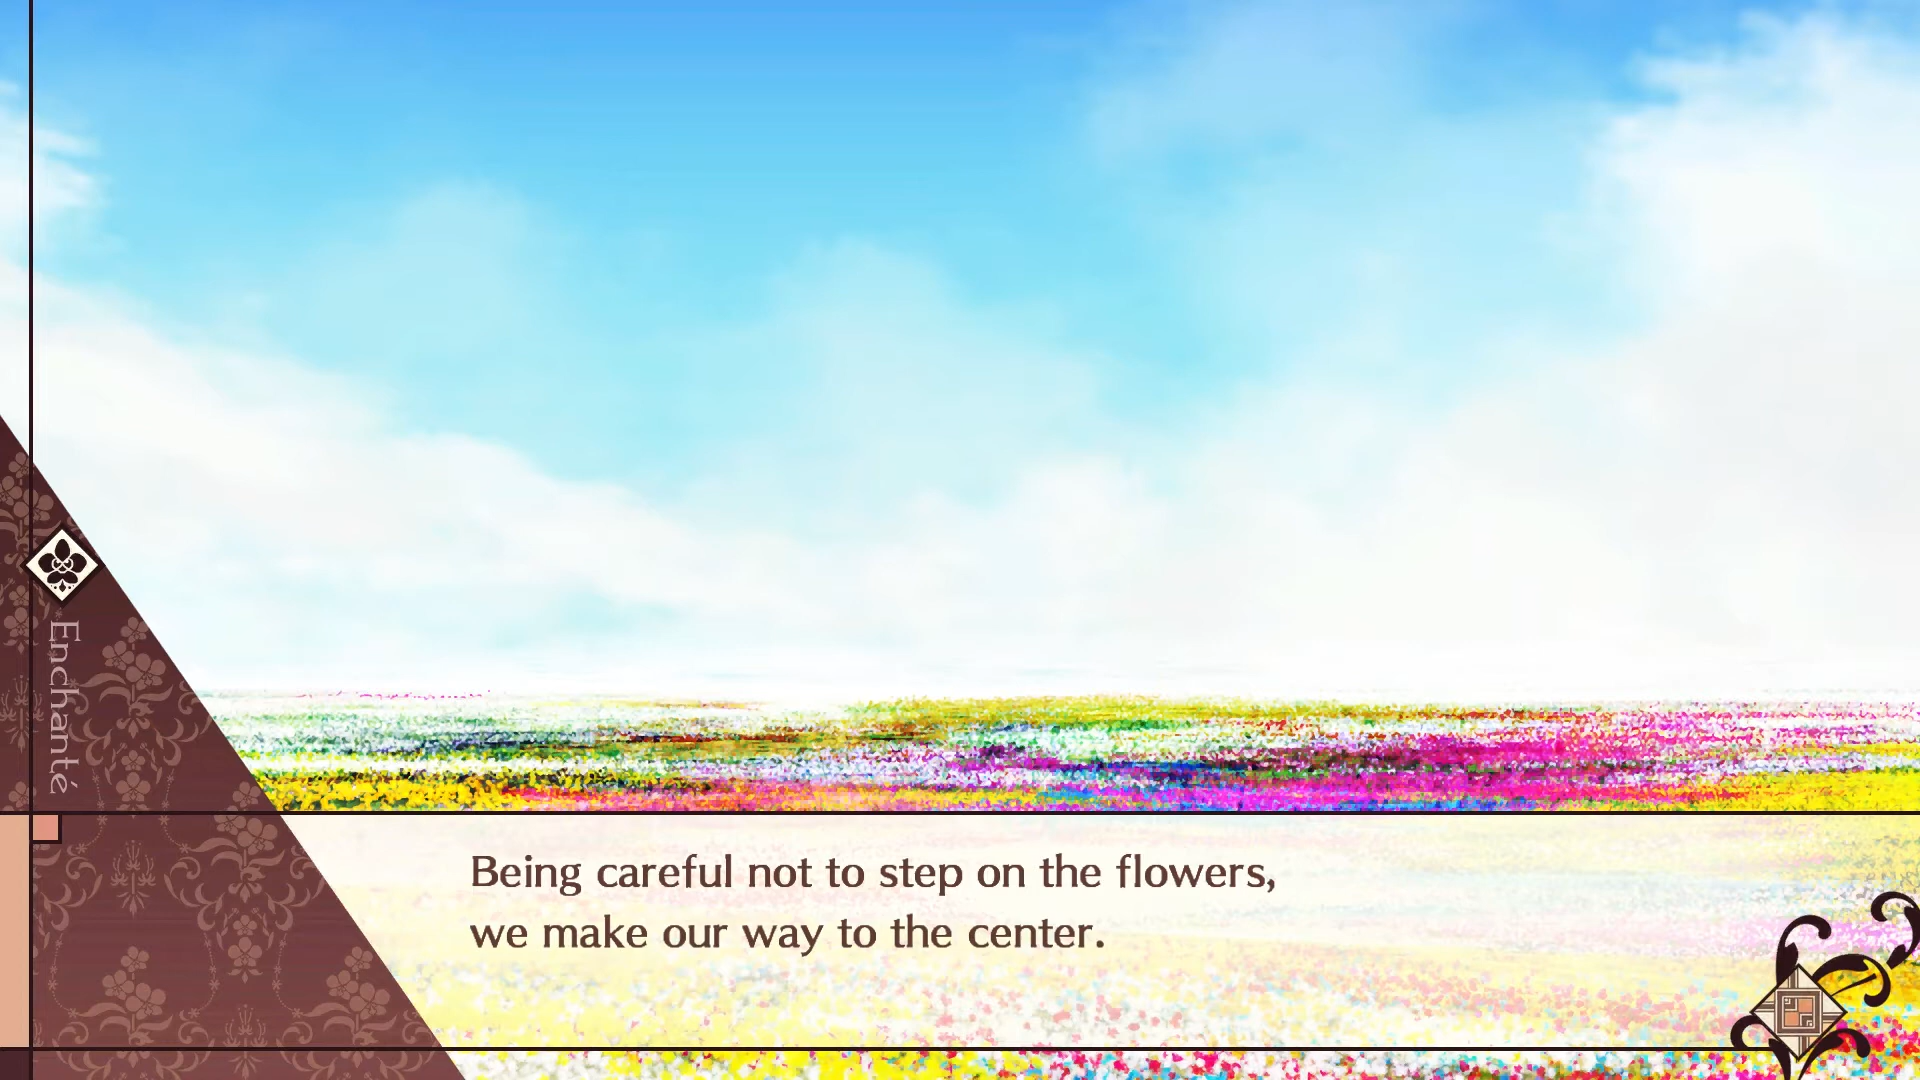 Enchanté
Being careful not to step on the flowers,
we make our way to the center.